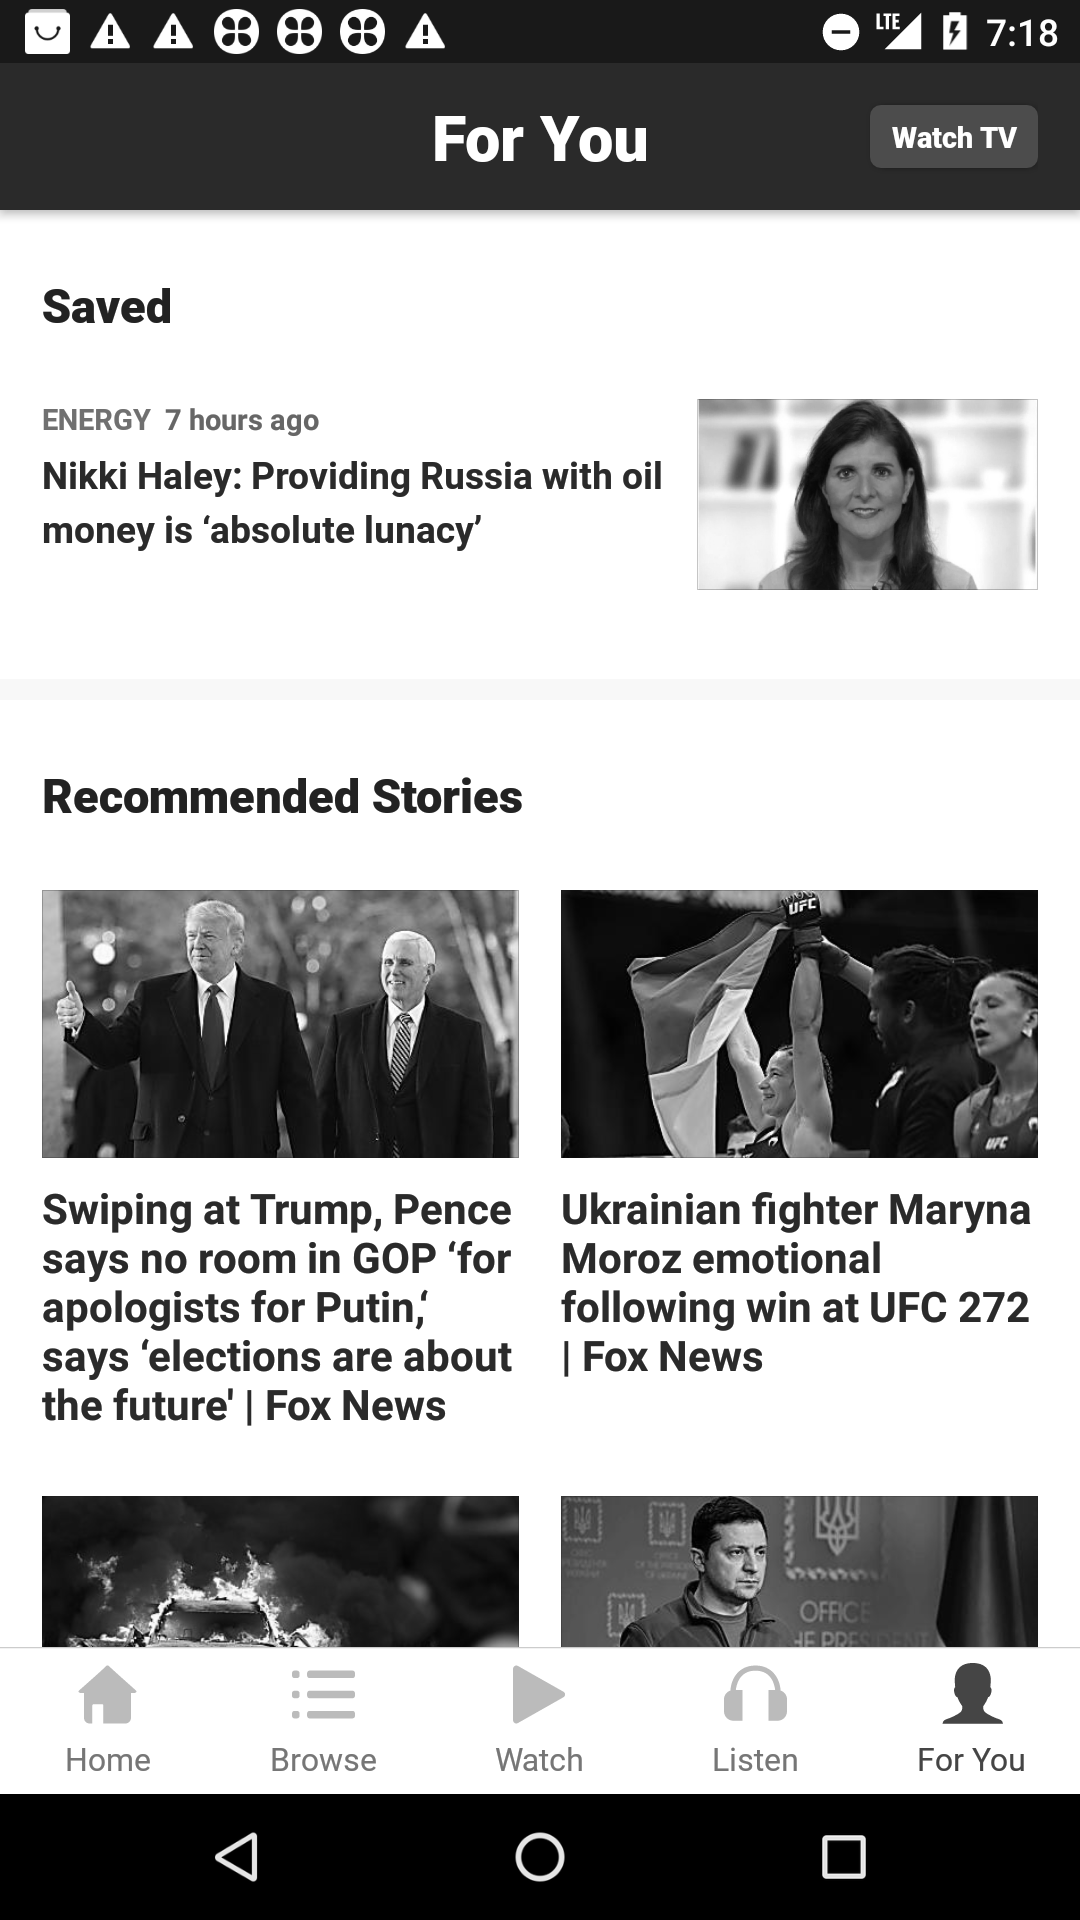 LTE 7:18
For You
Watch TV
Saved
ENERGY 7 hours ago
Nikki Haley: Providing Russia with oil
money is ‘absolute lunacy’
Recommended Stories
UFC
UFC
Swiping at Trump, Pence
says no room in GOP ‘for
apologists for Putin,‘
says ‘elections are about
the future' | Fox News
Ukrainian fighter Maryna
Moroz emotional
following win at UFC 272
| Fox News
OFFICE
HE PRESIDENT
Home
Browse
Watch
Listen
For You